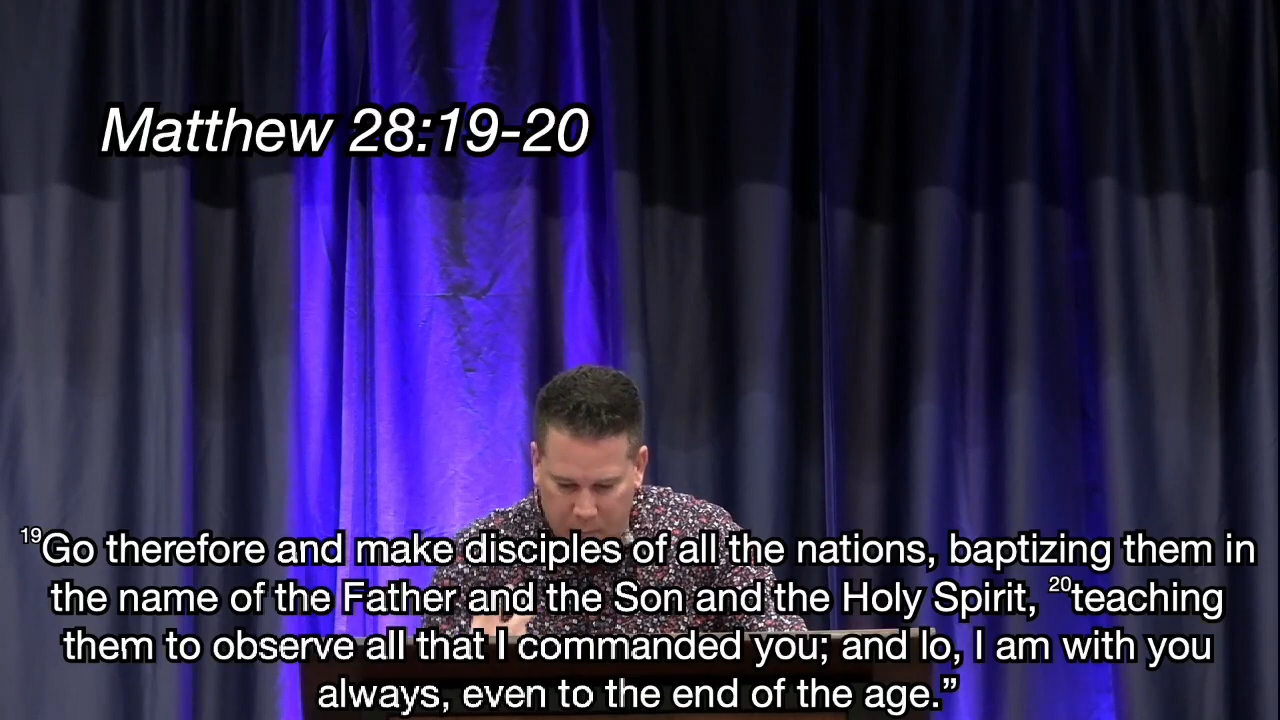 Matthew 28:19-20
¹⁹Go therefore and make disciples of all the nations, baptizing them in
the name of the Father and the Son and the Holy Spirit, ²⁰teaching
them to observe all that I commanded you; and lo, I am with you
always, even to the end of the age.”